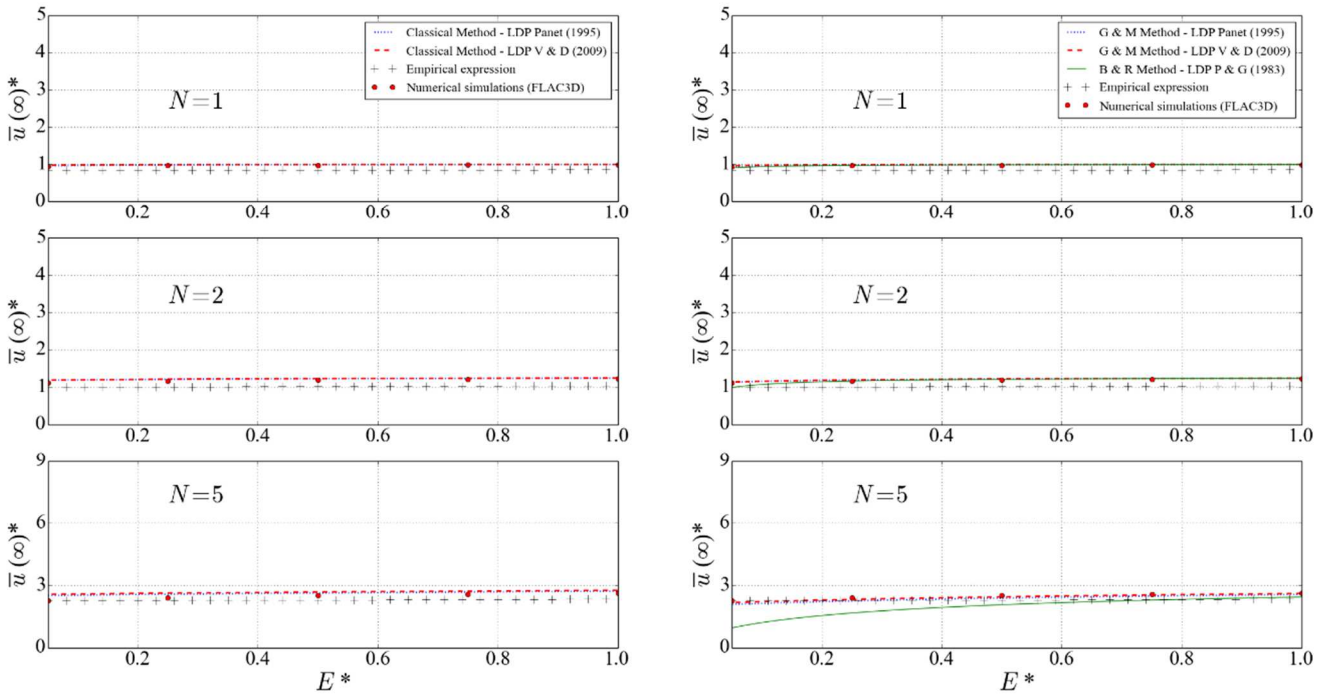 5
4
3
2
1
0
ū(∞)*
N=1
Classical Method - LDP Panet (1995)
Classical Method - LDP V & D (2009)
Empirical expression
Numerical simulations (FLAC3D)
0.2 0.4 0.6 0.8 1.0
5
4
3
2
1
0
ū(∞)*
N=2
0.2 0.4 0.6 0.8 1.0
9
6
3
0
ū(∞)*
N=5
0.2 0.4 0.6 0.8 1.0
E*
5
4
3
2
1
0
ū(∞)*
N=1
G & M Method - LDP Panet (1995)
G & M Method - LDP V & D (2009)
B & R Method - LDP P & G (1983)
Empirical expression
Numerical simulations (FLAC3D)
0.2 0.4 0.6 0.8 1.0
5
4
3
2
1
0
ū(∞)*
N=2
0.2 0.4 0.6 0.8 1.0
9
6
3
0
ū(∞)*
N=5
0.2 0.4 0.6 0.8 1.0
E*